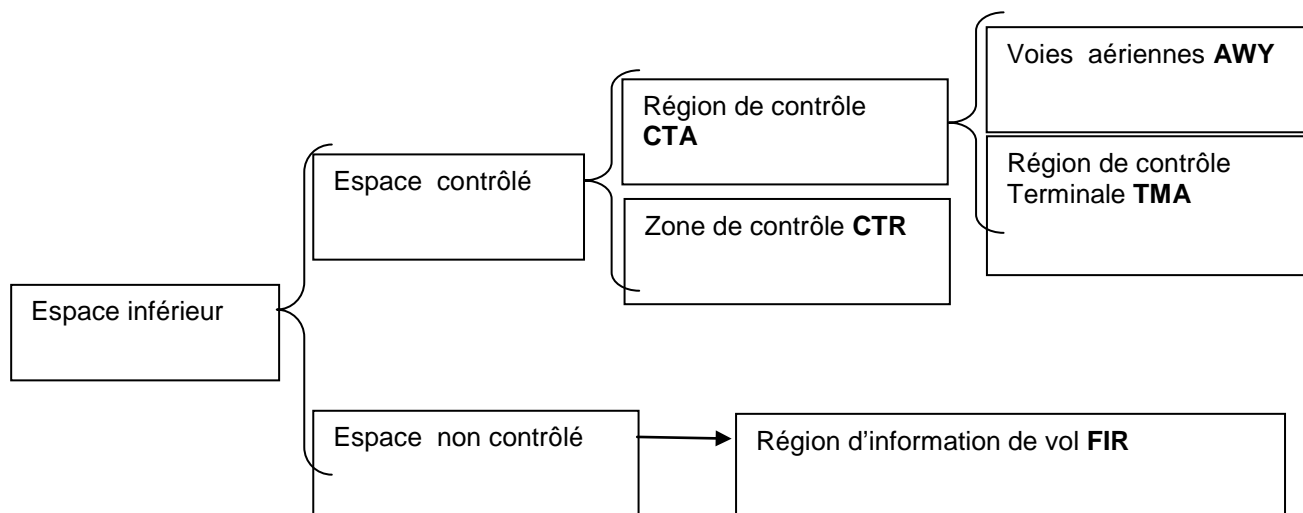 Voies aériennes AWY
Région de contrôle
CTA
Région de contrôle
Terminale TMA
Espace contrôlé
Zone de contrôle CTR
Espace inférieur
Espace non contrôlé
Région d'information de vol FIR